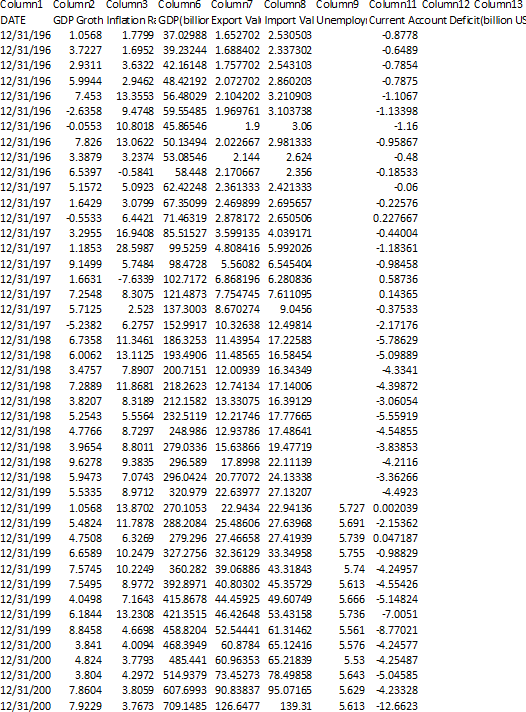 Column1 Column2 Column3 Column6 Column7 Column8 Column9 Column11 Column12 Column13
DATE GDP Groth Inflation Ra GDP(billior Export Valu Import Valu Unemploy Current Account Deficit(billion US
12/31/196 1.0568 1.7799 37.02988 1.652702 2.530503 -0.8778
12/31/196 3.7227 1.6952 39.23244 1.688402 2.337302 -0.6489
12/31/196 2.9311 3.6322 42.16148 1.757702 2.543103 -0.7854
12/31/196 5.9944 2.9462 48.42192 2.072702 2.860203 -0.7875
12/31/196 7.453 13.3553 56.48029 2.104202 3.210903 -1.1067
12/31/196 -2.6358 9.4748 59.55485 1.969761 3.103738 -1.13398
12/31/196 -0.0553 10.8018 45.86546 1.9 3.06 -1.16
12/31/196 7.826 13.0622 50.13494 2.022667 2.981333 -0.95867
12/31/196 3.3879 3.2374 53.08546 2.144 2.624 -0.48
12/31/196 6.5397 -0.5841 58.448 2.170667 2.356 -0.18533
12/31/197 5.1572 5.0923 62.42248 2.361333 2.421333 -0.06
12/31/197 1.6429 3.0799 67.35099 2.469899 2.695657 -0.22576
12/31/197 -0.5533 6.4421 71.46319 2.878172 2.650506 0.227667
12/31/197 3.2955 16.9408 85.51527 3.599135 4.039171 -0.44004
12/31/197 1.1853 28.5987 99.5259 4.808416 5.992026 -1.18361
12/31/197 9.1499 5.7484 98.4728 5.56082 6.545404 -0.98458
12/31/197 1.6631 -7.6339 102.7172 6.868196 6.280836 0.58736
12/31/197 7.2548 8.3075 121.4873 7.754745 7.611095 0.14365
12/31/197 5.7125 2.523 137.3003 8.670274 9.0456 -0.37533
12/31/197 -5.2382 6.2757 152.9917 10.32638 12.49814 -2.17176
12/31/198 6.7358 11.3461 186.3253 11.43954 17.22583 -5.78629
12/31/198 6.0062 13.1125 193.4906 11.48565 16.58454 -5.09889
12/31/198 3.4757 7.8907 200.7151 12.00939 16.34349 -4.3341
12/31/198 7.2889 11.8681 218.2623 12.74134 17.14006 -4.39872
12/31/198 3.8207 8.3189 212.1582 13.33075 16.39129 -3.06054
12/31/198 5.2543 5.5564 232.5119 12.21746 17.77665 -5.55919
12/31/198 4.7766 8.7297 248.986 12.93786 17.48641 -4.54855
12/31/198 3.9654 8.8011 279.0336 15.63866 19.47719 -3.83853
12/31/198 9.6278 9.3835 296.589 17.8998 22.11139 -4.2116
12/31/198 5.9473 7.0743 296.0424 20.77072 24.13338 -3.36266
12/31/199 5.5335 8.9712 320.979 22.63977 27.13207 -4.4923
12/31/199 1.0568 13.8702 270.1053 22.9434 22.94136 5.727 0.002039
12/31/199 5.4824 11.7878 288.2084 25.48606 27.63968 5.691 -2.15362
12/31/199 4.7508 6.3269 279.296 27.46658 27.41939 5.739 0.047187
12/31/199 6.6589 10.2479 327.2756 32.36129 33.34958 5.755 -0.98829
12/31/199 7.5745 10.2249 360.282 39.06886 43.31843 5.74 -4.24957
12/31/199 7.5495 8.9772 392.8971 40.80302 45.35729 5.613 -4.55426
12/31/199 4.0498 7.1643 415.8678 44.45925 49.60749 5.666 -5.14824
12/31/199 6.1844 13.2308 421.3515 46.42648 53.43158 5.736 -7.0051
12/31/199 8.8458 4.6698 458.8204 52.54441 61.31462 5.561 -8.77021
12/31/200 3.841 4.0094 468.3949 60.8784 65.12416 5.576 -4.24577
12/31/200 4.824 3.7793 485.441 60.96353 65.21839 5.53 -4.25487
12/31/200 3.804 4.2972 514.9379 73.45273 78.49858 5.643 -5.04585
12/31/200 7.8604 3.8059 607.6993 90.83837 95.07165 5.629 -4.23328
12/31/200 7.9229 3.7673 709.1485 126.6477 139.31 5.613 -12.6623